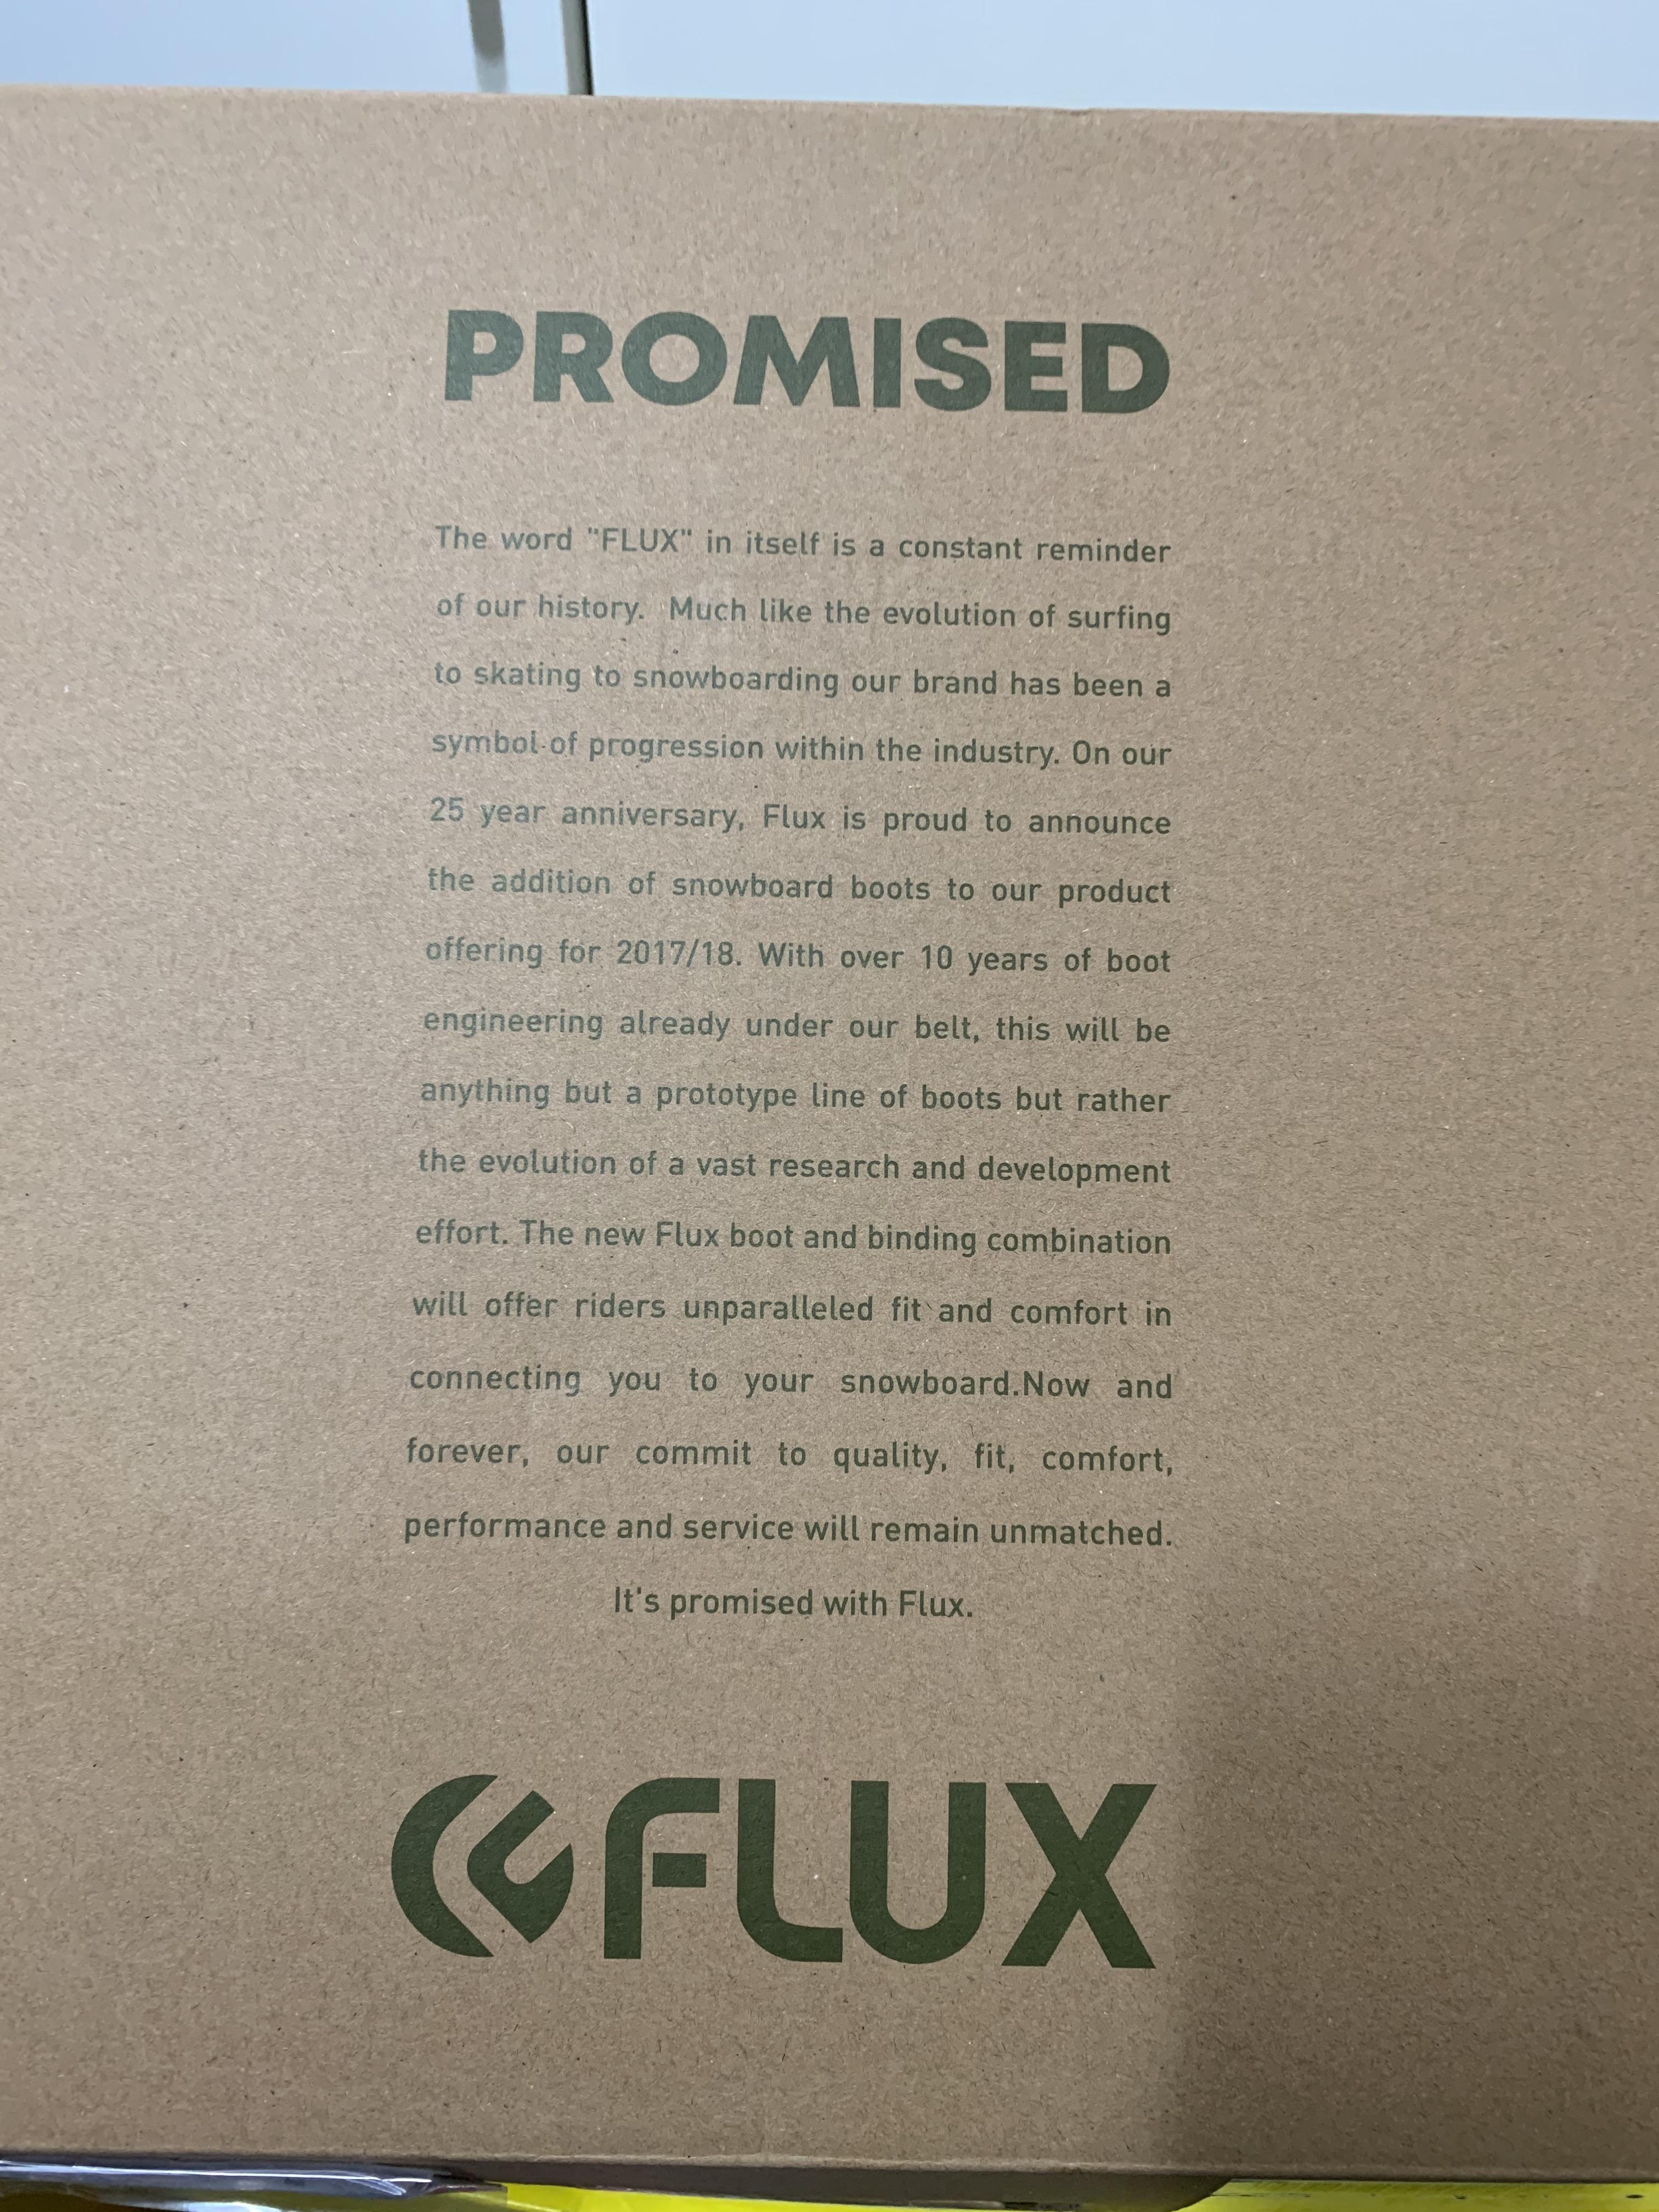 PROMISED
The word "FLUX" in itself is a constant reminder
of our history. Much like the evolution of surfing
to skating to snowboarding our brand has been a
symbol of progression within the industry. On our
25 year anniversary, Flux is proud to announce
the addition of snowboard boots to our product
offering for 2017/18. With over 10 years of boot
engineering already under our belt, this will be
anything but a prototype line of boots but rather
the evolution of a vast research and development
effort. The new Flux boot and binding combination
will offer riders unparalleled fit and comfort in
connecting you to your snowboard.Now and
forever, our commit to quality, fit, comfort,
performance and service will remain unmatched.
It's promised with Flux.
FLUX